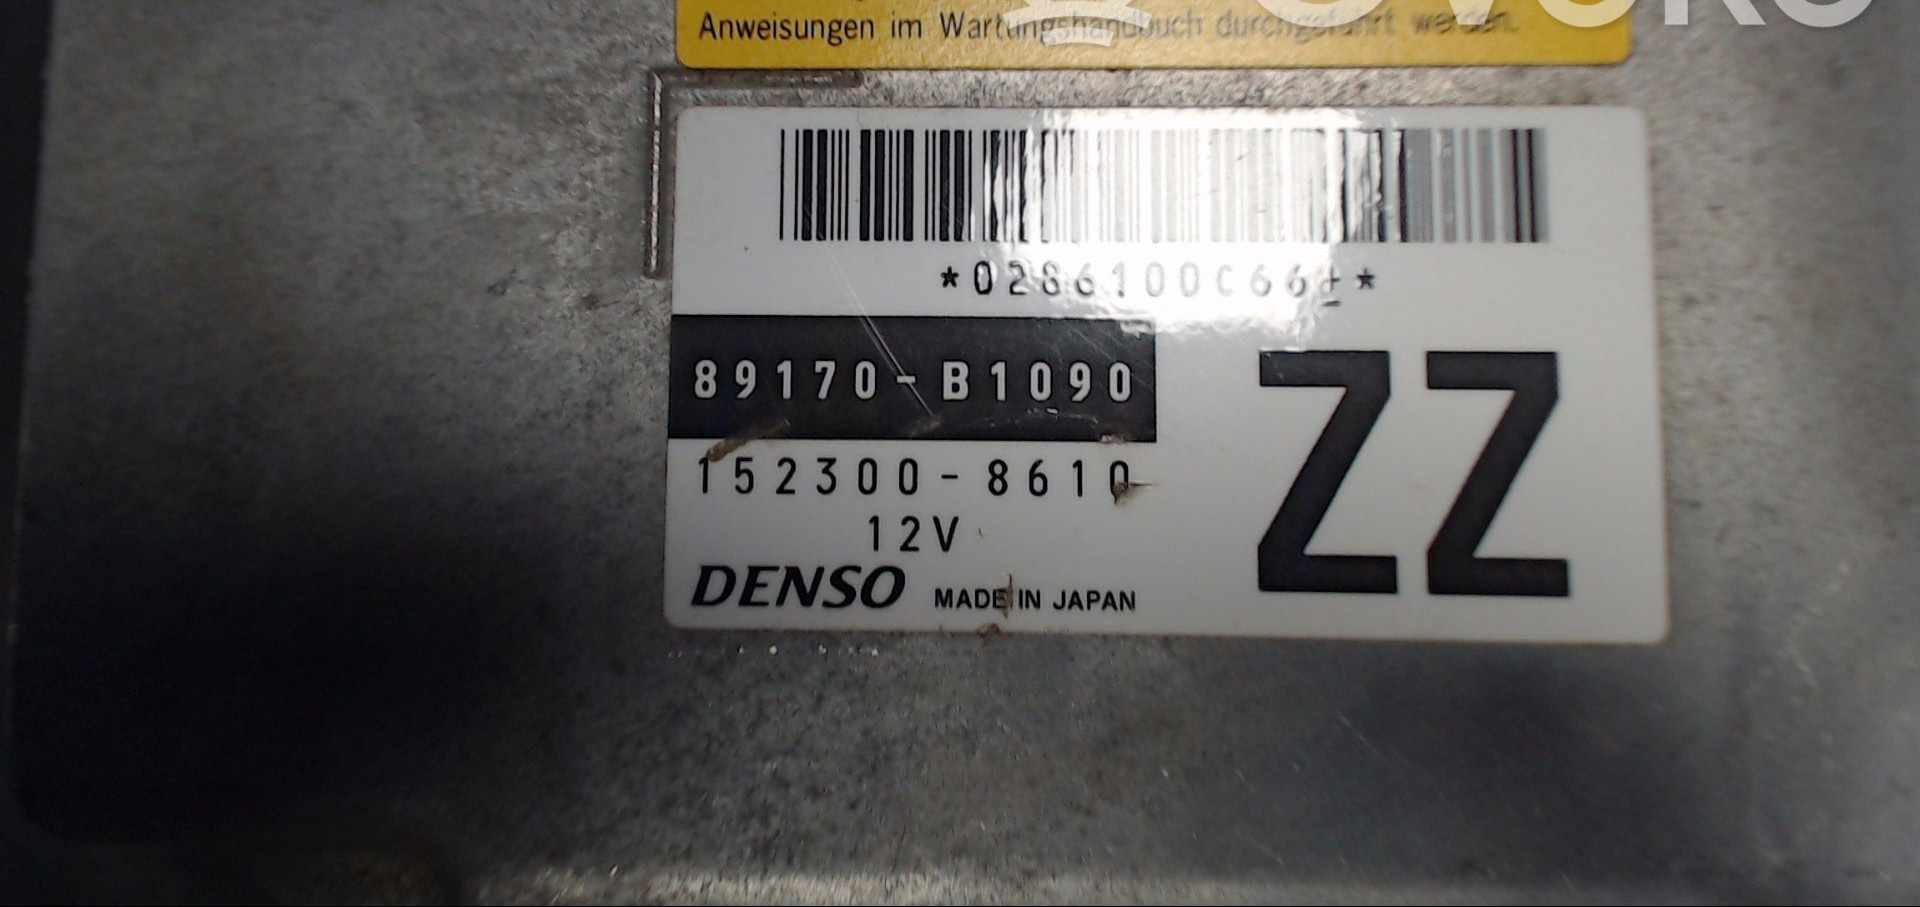 Anweisungen im Wartungshandbuch durchgeführt werden.
*0286100C66+*
89170-B1090
152300-8610
12V
DENSO MADE IN JAPAN
ZZ